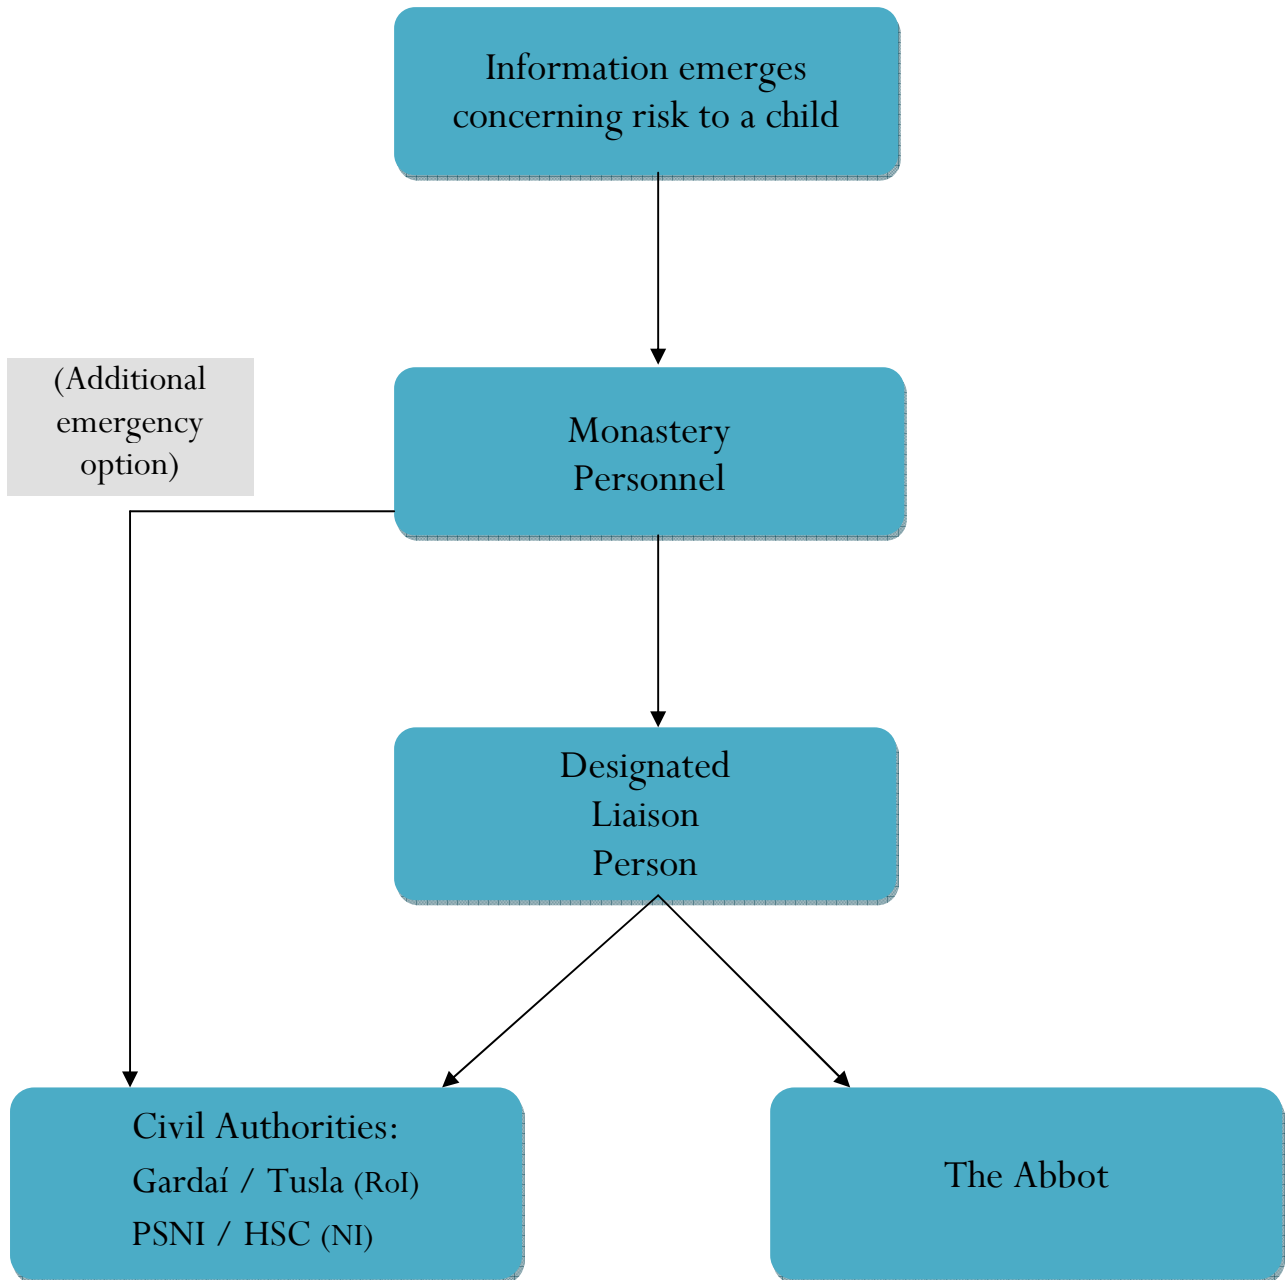 Information emerges
concerning risk to a child
(Additional
emergency
option)
Monastery
Personnel
Designated
Liaison
Person
Civil Authorities:
Gardaí / Tusla (RoI)
PSNI / HSC (NI)
The Abbot